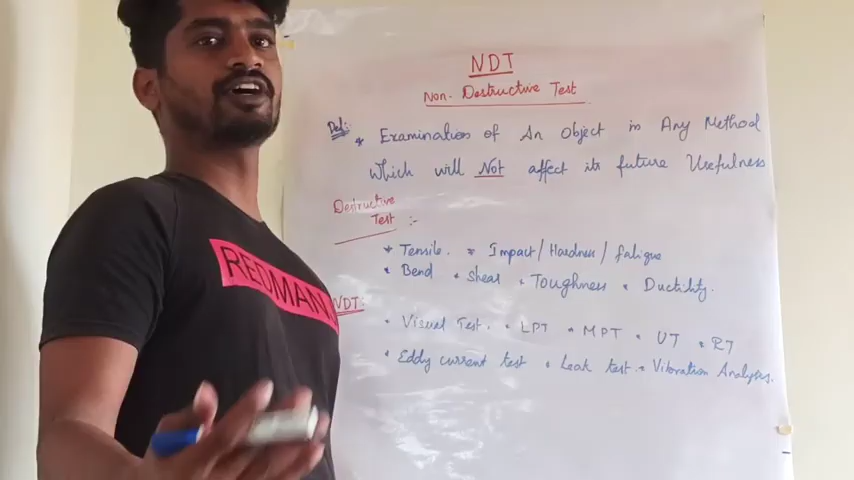 NDT
Non-Destructive Test
Def:- * Examination of An Object in Any Method
Which will Not affect its future Usefulness
Destructive
Test :-
* Tensile. * Impact/Hardness/fatigue
* Bend * Shear * Toughness * Ductility.
NDT:
* Visual Test. * LPT * MPT * UT * RT
* Eddy current test * Leak test * Vibration Analysis.
REDMAN